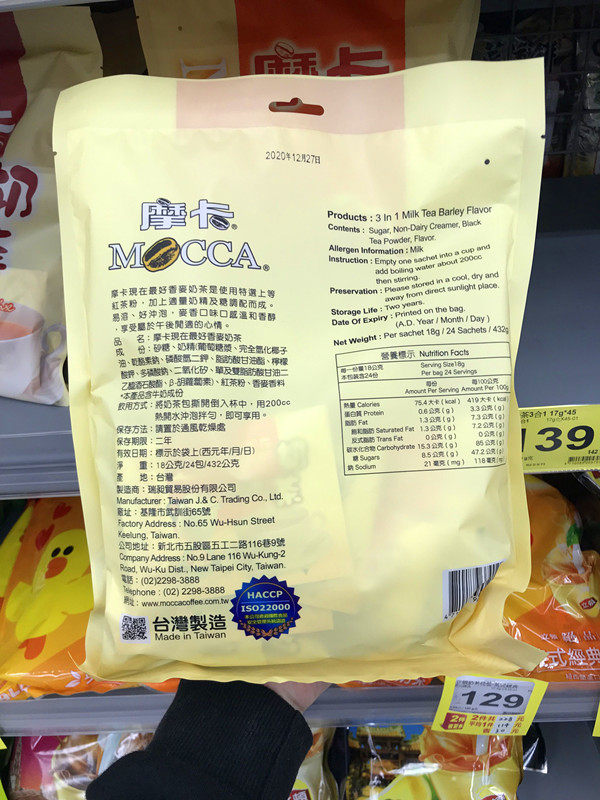 摩卡
2020年12月27日
摩卡®
MOCCA®
摩卡現在最好香麥奶茶是使用特選上等
紅茶粉，加上適量奶精及糖調配而成。
易溶、好沖泡，麥香口味口感溫和香醇
，享受屬於午後閒適的心情。
品　　名：摩卡現在最好香麥奶茶
成　　份：砂糖、奶精(葡萄糖漿、完全氫化椰子
油、乾酪素鈉、磷酸氫二鉀、脂肪酸甘油酯、檸檬
酸鉀、多磷酸鈉、二氧化矽、單及雙脂肪酸甘油二
乙醯酒石酸酯、β-胡蘿蔔素)、紅茶粉、麥香香料
*本產品含牛奶成份
飲用方式：將奶茶包撕開倒入杯中，用200cc
熱開水沖泡拌勻，即可享用。
保存方法：請置於通風乾燥處
保存期限：二年
有效日期：標示於袋上(西元年/月/日)
淨　　重：18公克/24包/432公克
產　　地：台灣
製造商：瑞昶貿易股份有限公司
Manufacturer : Taiwan J.& C. Trading Co., Ltd.
廠址：基隆市武訓街65號
Factory Address : No.65 Wu-Hsun Street
Keelung, Taiwan.
公司地址：新北市五股區五工二路116巷9號
Company Address : No.9 Lane 116 Wu-Kung-2
Road, Wu-Ku Dist., New Taipei City, Taiwan.
電話：(02)2298-3888
Telephone : (02) 2298-3888
網址：www.moccacoffee.com.tw
台灣製造
Made in Taiwan
HACCP
ISO22000
Products : 3 In 1 Milk Tea Barley Flavor
Contents : Sugar, Non-Dairy Creamer, Black
Tea Powder, Flavor.
Allergen Information : Milk
Instruction : Empty one sachet into a cup and
add boiling water about 200cc
then stirring.
Preservation : Please stored in a cool, dry and
away from direct sunlight place.
Storage Life : Two years.
Date Of Expiry : Printed on the bag.
(A.D. Year / Month / Day )
Net Weight : Per sachet 18g / 24 Sachets / 432g
營養標示 Nutrition Facts
每一份量18公克 Serving Size18g
本包裝含24份 Per bag 24 Servings
每份 每100公克
Amount Per Serving Amount Per 100g
熱量 Calories 75.4 大卡 ( kcal ) 419 大卡 ( kcal )
蛋白質 Protein 0.6 公克 ( g ) 3.3 公克 ( g )
脂肪 Fat 1.3 公克 ( g ) 7.3 公克 ( g )
飽和脂肪 Saturated Fat 1.3 公克 ( g ) 7.2 公克 ( g )
反式脂肪 Trans Fat 0 公克 ( g ) 0 公克 ( g )
碳水化合物 Carbohydrate 15.3 公克 ( g ) 85 公克 ( g )
糖 Sugars 8.5 公克 ( g ) 47.2 公克 ( g )
鈉 Sodium 21 毫克 ( mg ) 118 毫克
茶3合1 17g*45
139
129
2件